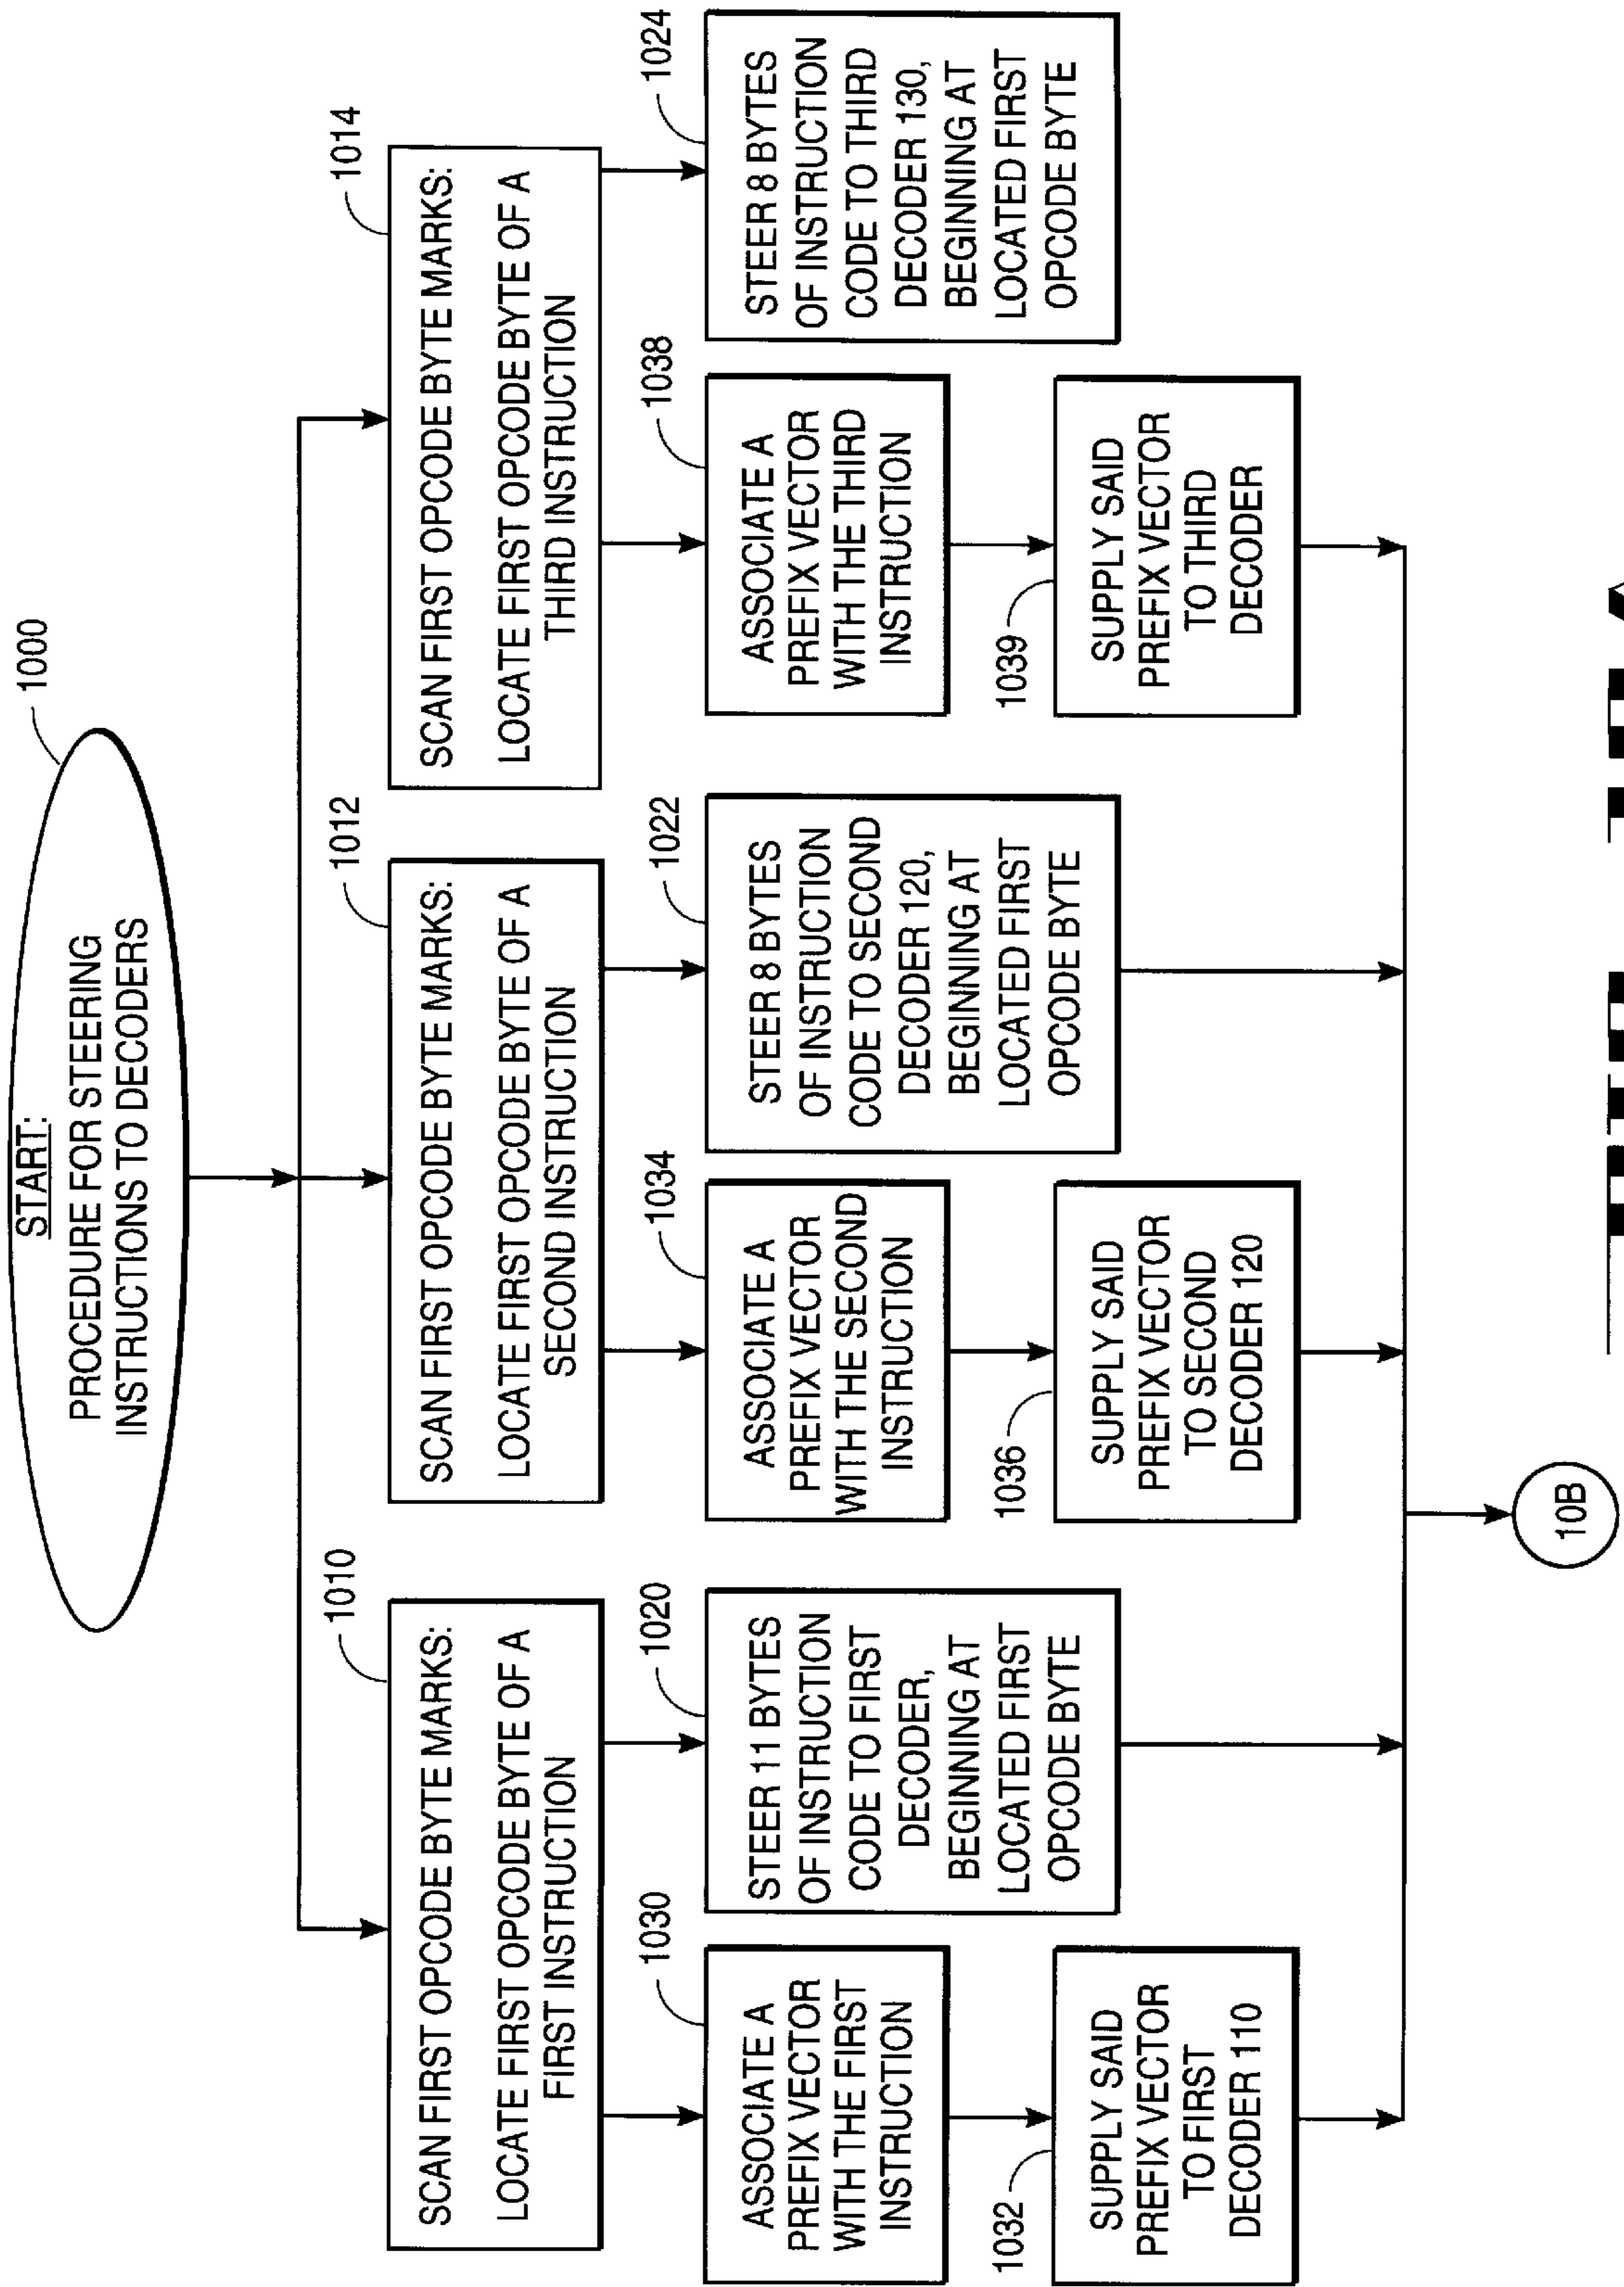 START:
PROCEDURE FOR STEERING
INSTRUCTIONS TO DECODERS
1000
1010
SCAN FIRST OPCODE BYTE MARKS:
LOCATE FIRST OPCODE BYTE OF A
FIRST INSTRUCTION
1012
SCAN FIRST OPCODE BYTE MARKS:
LOCATE FIRST OPCODE BYTE OF A
SECOND INSTRUCTION
1014
SCAN FIRST OPCODE BYTE MARKS:
LOCATE FIRST OPCODE BYTE OF A
THIRD INSTRUCTION
1030
ASSOCIATE A
PREFIX VECTOR
WITH THE FIRST
INSTRUCTION
1020
STEER 11 BYTES
OF INSTRUCTION
CODE TO FIRST
DECODER,
BEGINNING AT
LOCATED FIRST
OPCODE BYTE
1034
ASSOCIATE A
PREFIX VECTOR
WITH THE SECOND
INSTRUCTION
1022
STEER 8 BYTES
OF INSTRUCTION
CODE TO SECOND
DECODER 120,
BEGINNING AT
LOCATED FIRST
OPCODE BYTE
1038
ASSOCIATE A
PREFIX VECTOR
WITH THE THIRD
INSTRUCTION
1024
STEER 8 BYTES
OF INSTRUCTION
CODE TO THIRD
DECODER 130,
BEGINNING AT
LOCATED FIRST
OPCODE BYTE
1032
SUPPLY SAID
PREFIX VECTOR
TO FIRST
DECODER 110
1036
SUPPLY SAID
PREFIX VECTOR
TO SECOND
DECODER 120
1039
SUPPLY SAID
PREFIX VECTOR
TO THIRD
DECODER
10B